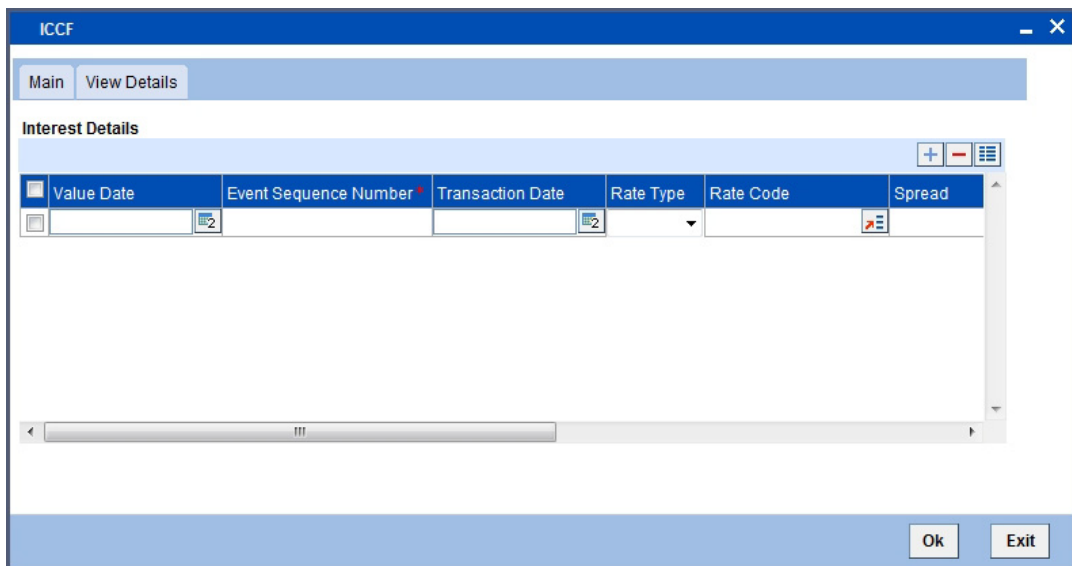 ICCF
Main View Details
Interest Details
Value Date Event Sequence Number * Transaction Date Rate Type Rate Code Spread
Ok Exit